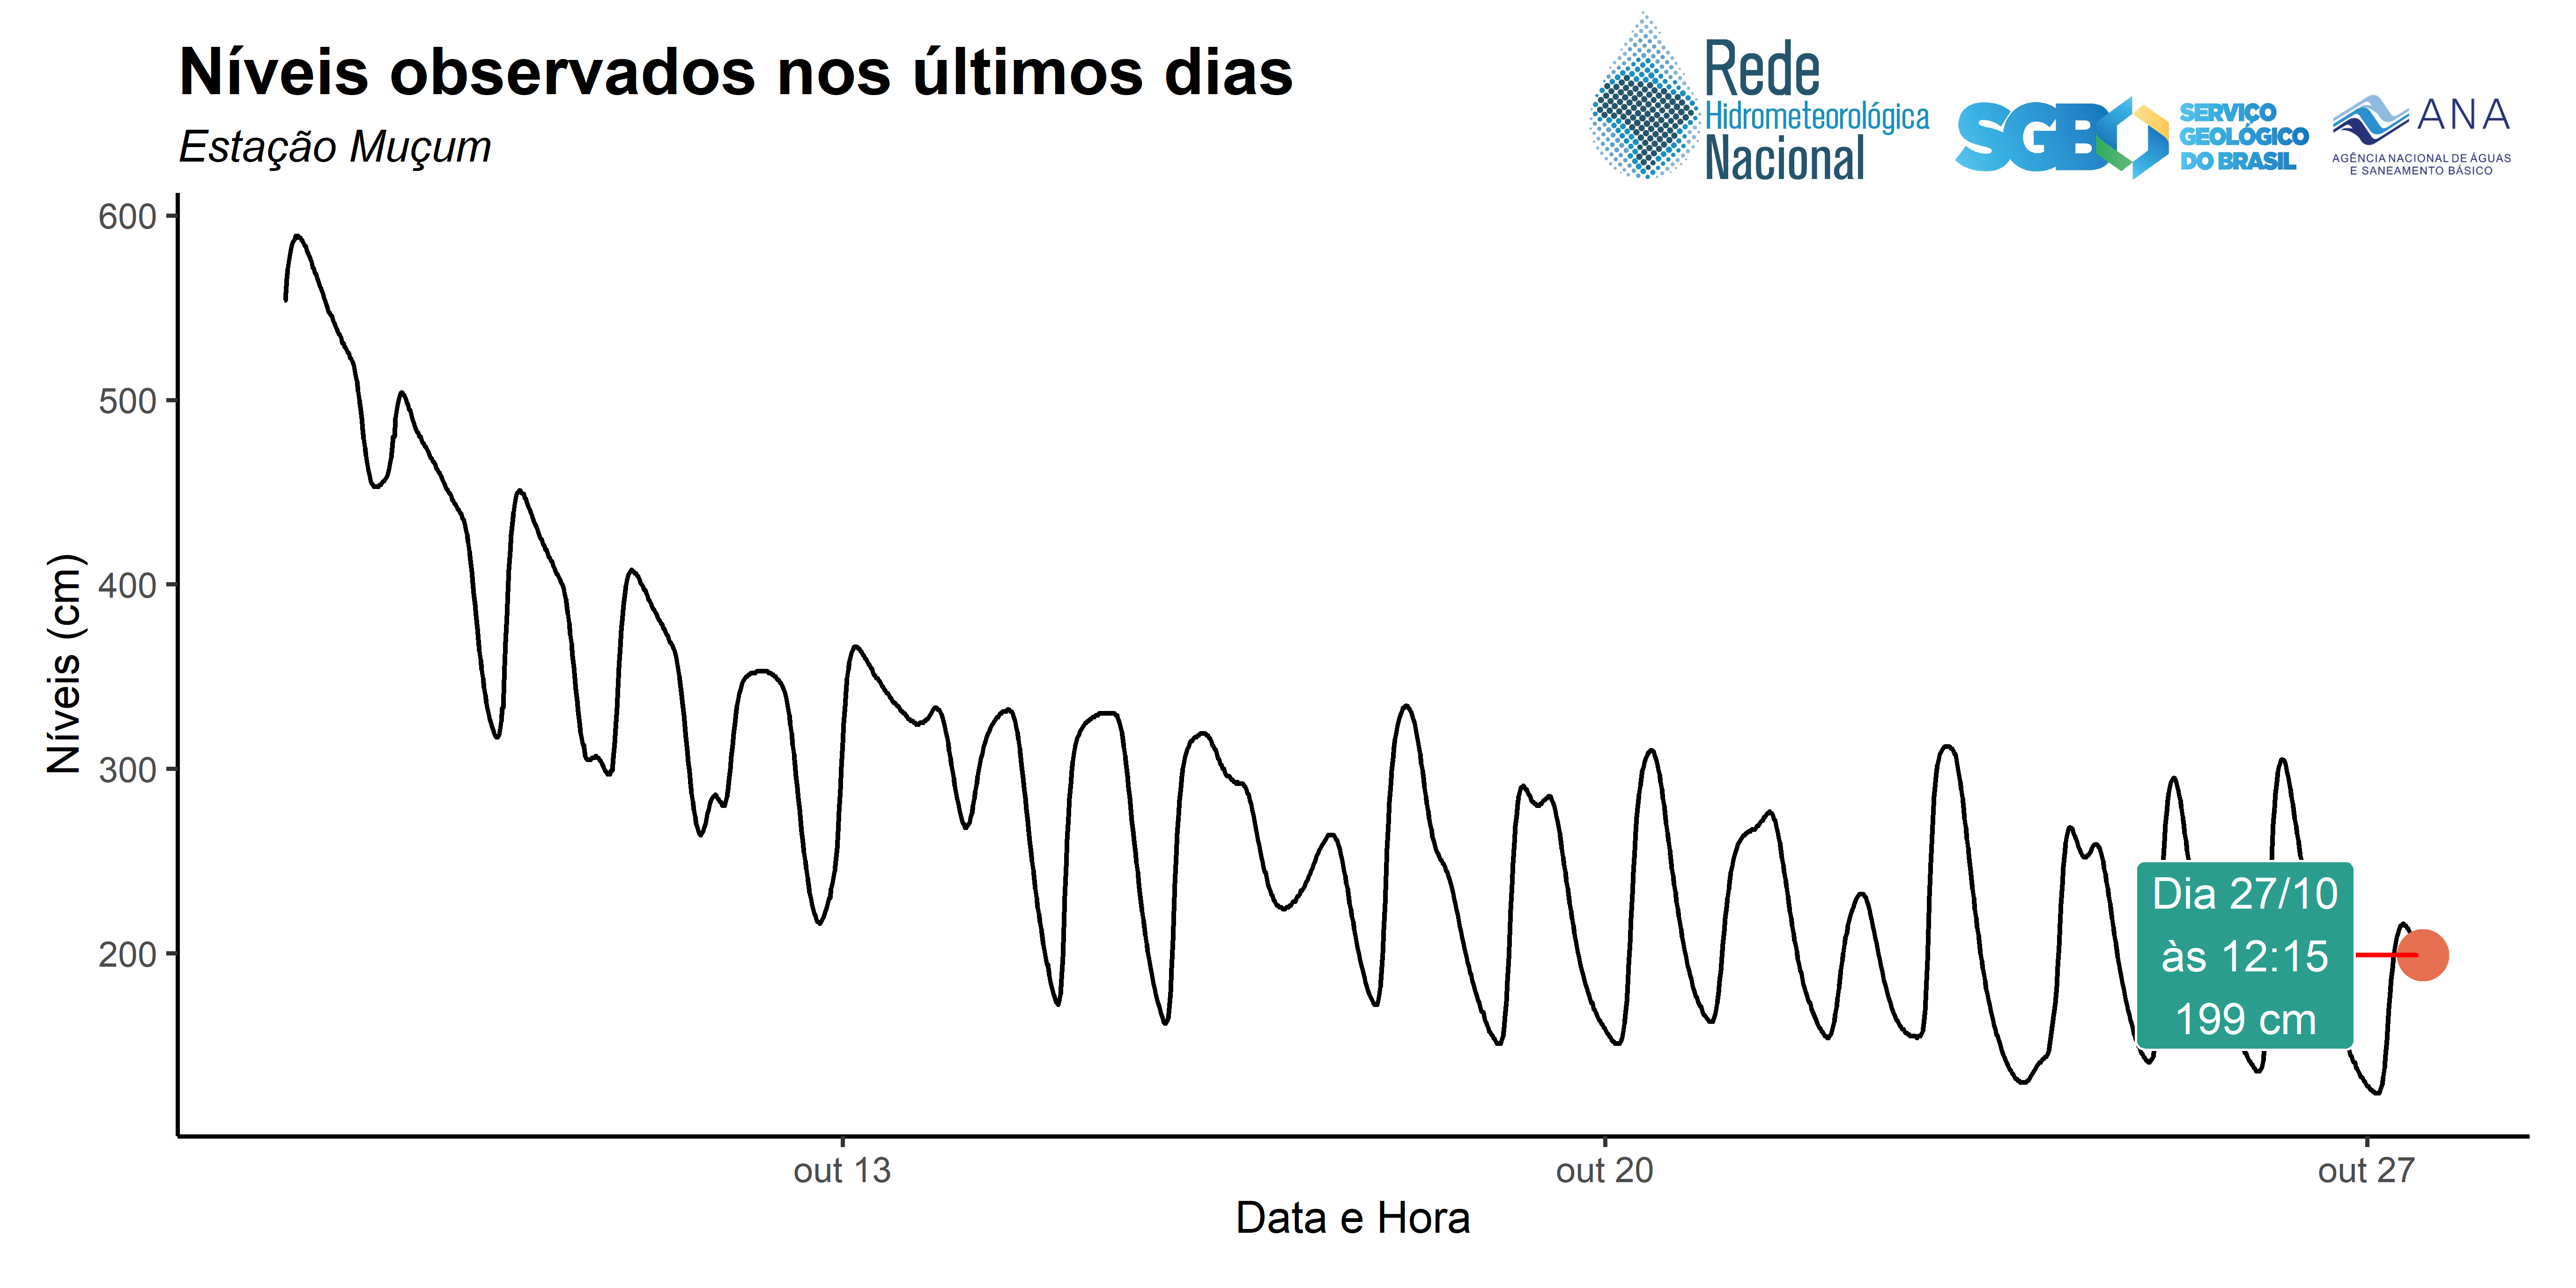 Níveis observados nos últimos dias
Estação Muçum
Rede
Hidrometeorológica
Nacional
SGB
SERVIÇO
GEOLÓGICO
DO BRASIL
ANA
AGÊNCIA NACIONAL DE ÁGUAS
E SANEAMENTO BÁSICO
Níveis (cm)
600
500
400
300
200
Dia 27/10
às 12:15
199 cm
out 13
out 20
out 27
Data e Hora